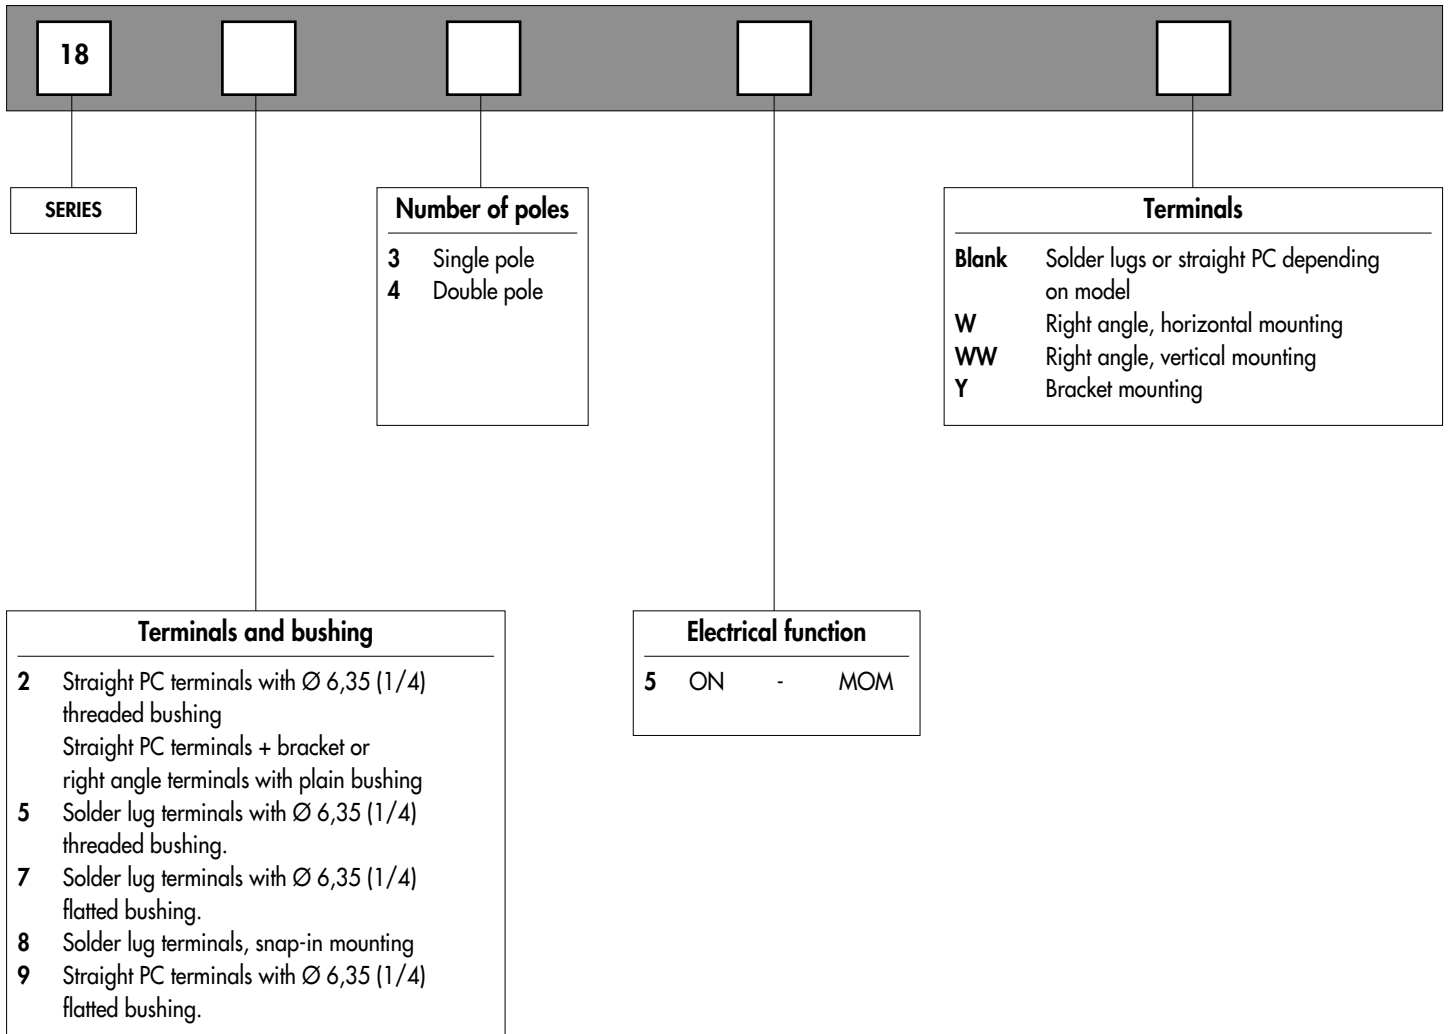 18
SERIES
Number of poles
3 Single pole
4 Double pole
Terminals
Blank Solder lugs or straight PC depending
on model
W Right angle, horizontal mounting
WW Right angle, vertical mounting
Y Bracket mounting
Terminals and bushing
2 Straight PC terminals with Ø 6,35 (1/4)
threaded bushing
Straight PC terminals + bracket or
right angle terminals with plain bushing
5 Solder lug terminals with Ø 6,35 (1/4)
threaded bushing.
7 Solder lug terminals with Ø 6,35 (1/4)
flatted bushing.
8 Solder lug terminals, snap-in mounting
9 Straight PC terminals with Ø 6,35 (1/4)
flatted bushing.
Electrical function
5 ON - MOM